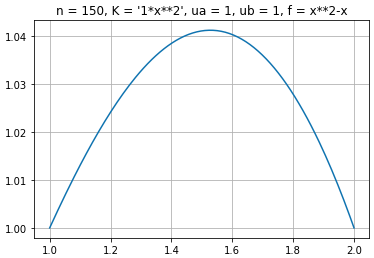 n = 150, K = '1*x**2', ua = 1, ub = 1, f = x**2-x
1.04
1.03
1.02
1.01
1.00
1.0 1.2 1.4 1.6 1.8 2.0